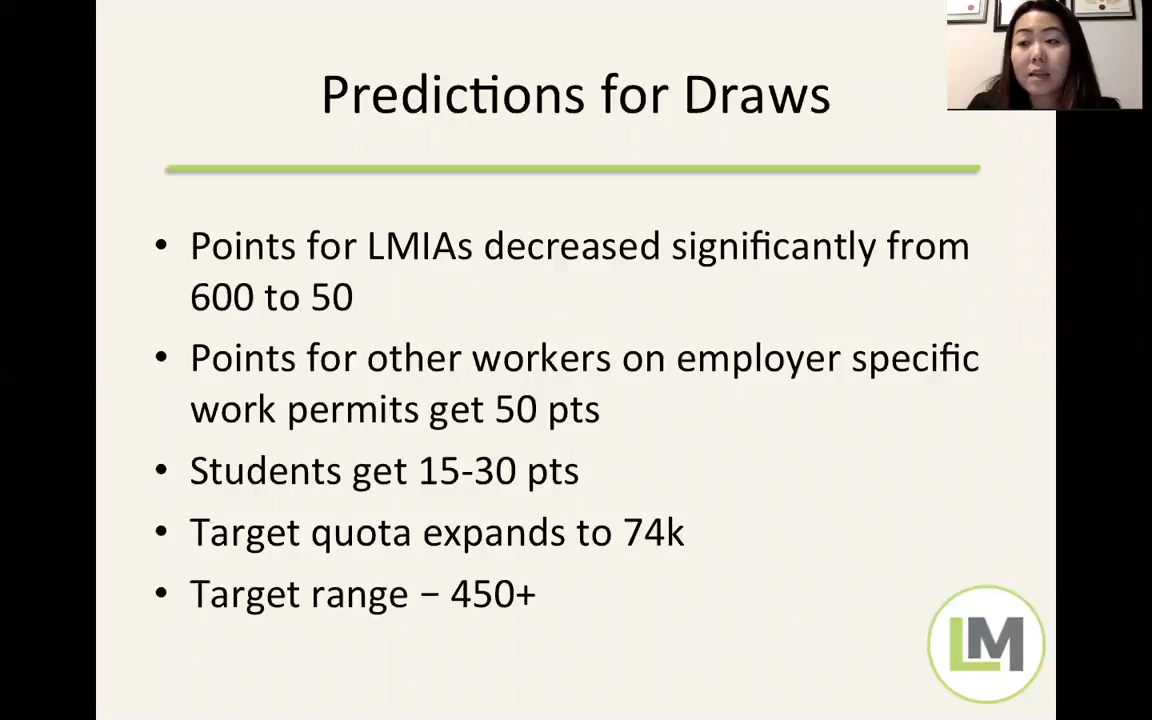 Predictions for Draws
• Points for LMIAs decreased significantly from
600 to 50
• Points for other workers on employer specific
work permits get 50 pts
• Students get 15-30 pts
• Target quota expands to 74k
• Target range – 450+
LM